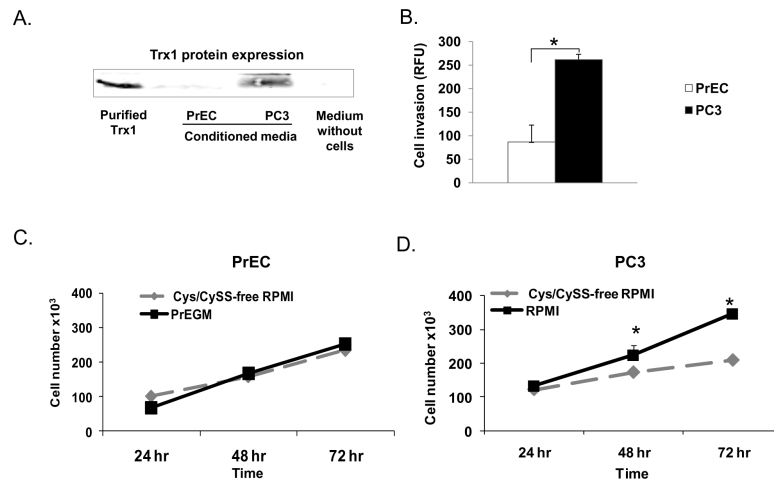 A.
Trx1 protein expression
Purified Trx1
PrEC
PC3
Conditioned media
Medium without cells
B.
Cell invasion (RFU)
300
250
200
150
100
50
0
*
PrEC
PC3
C.
PrEC
Cell number x10³
400
300
200
100
0
Cys/CySS-free RPMI
PrEGM
24 hr
48 hr
72 hr
Time
D.
PC3
Cell number x10³
400
300
200
100
0
Cys/CySS-free RPMI
RPMI
*
*
24 hr
48 hr
72 hr
Time